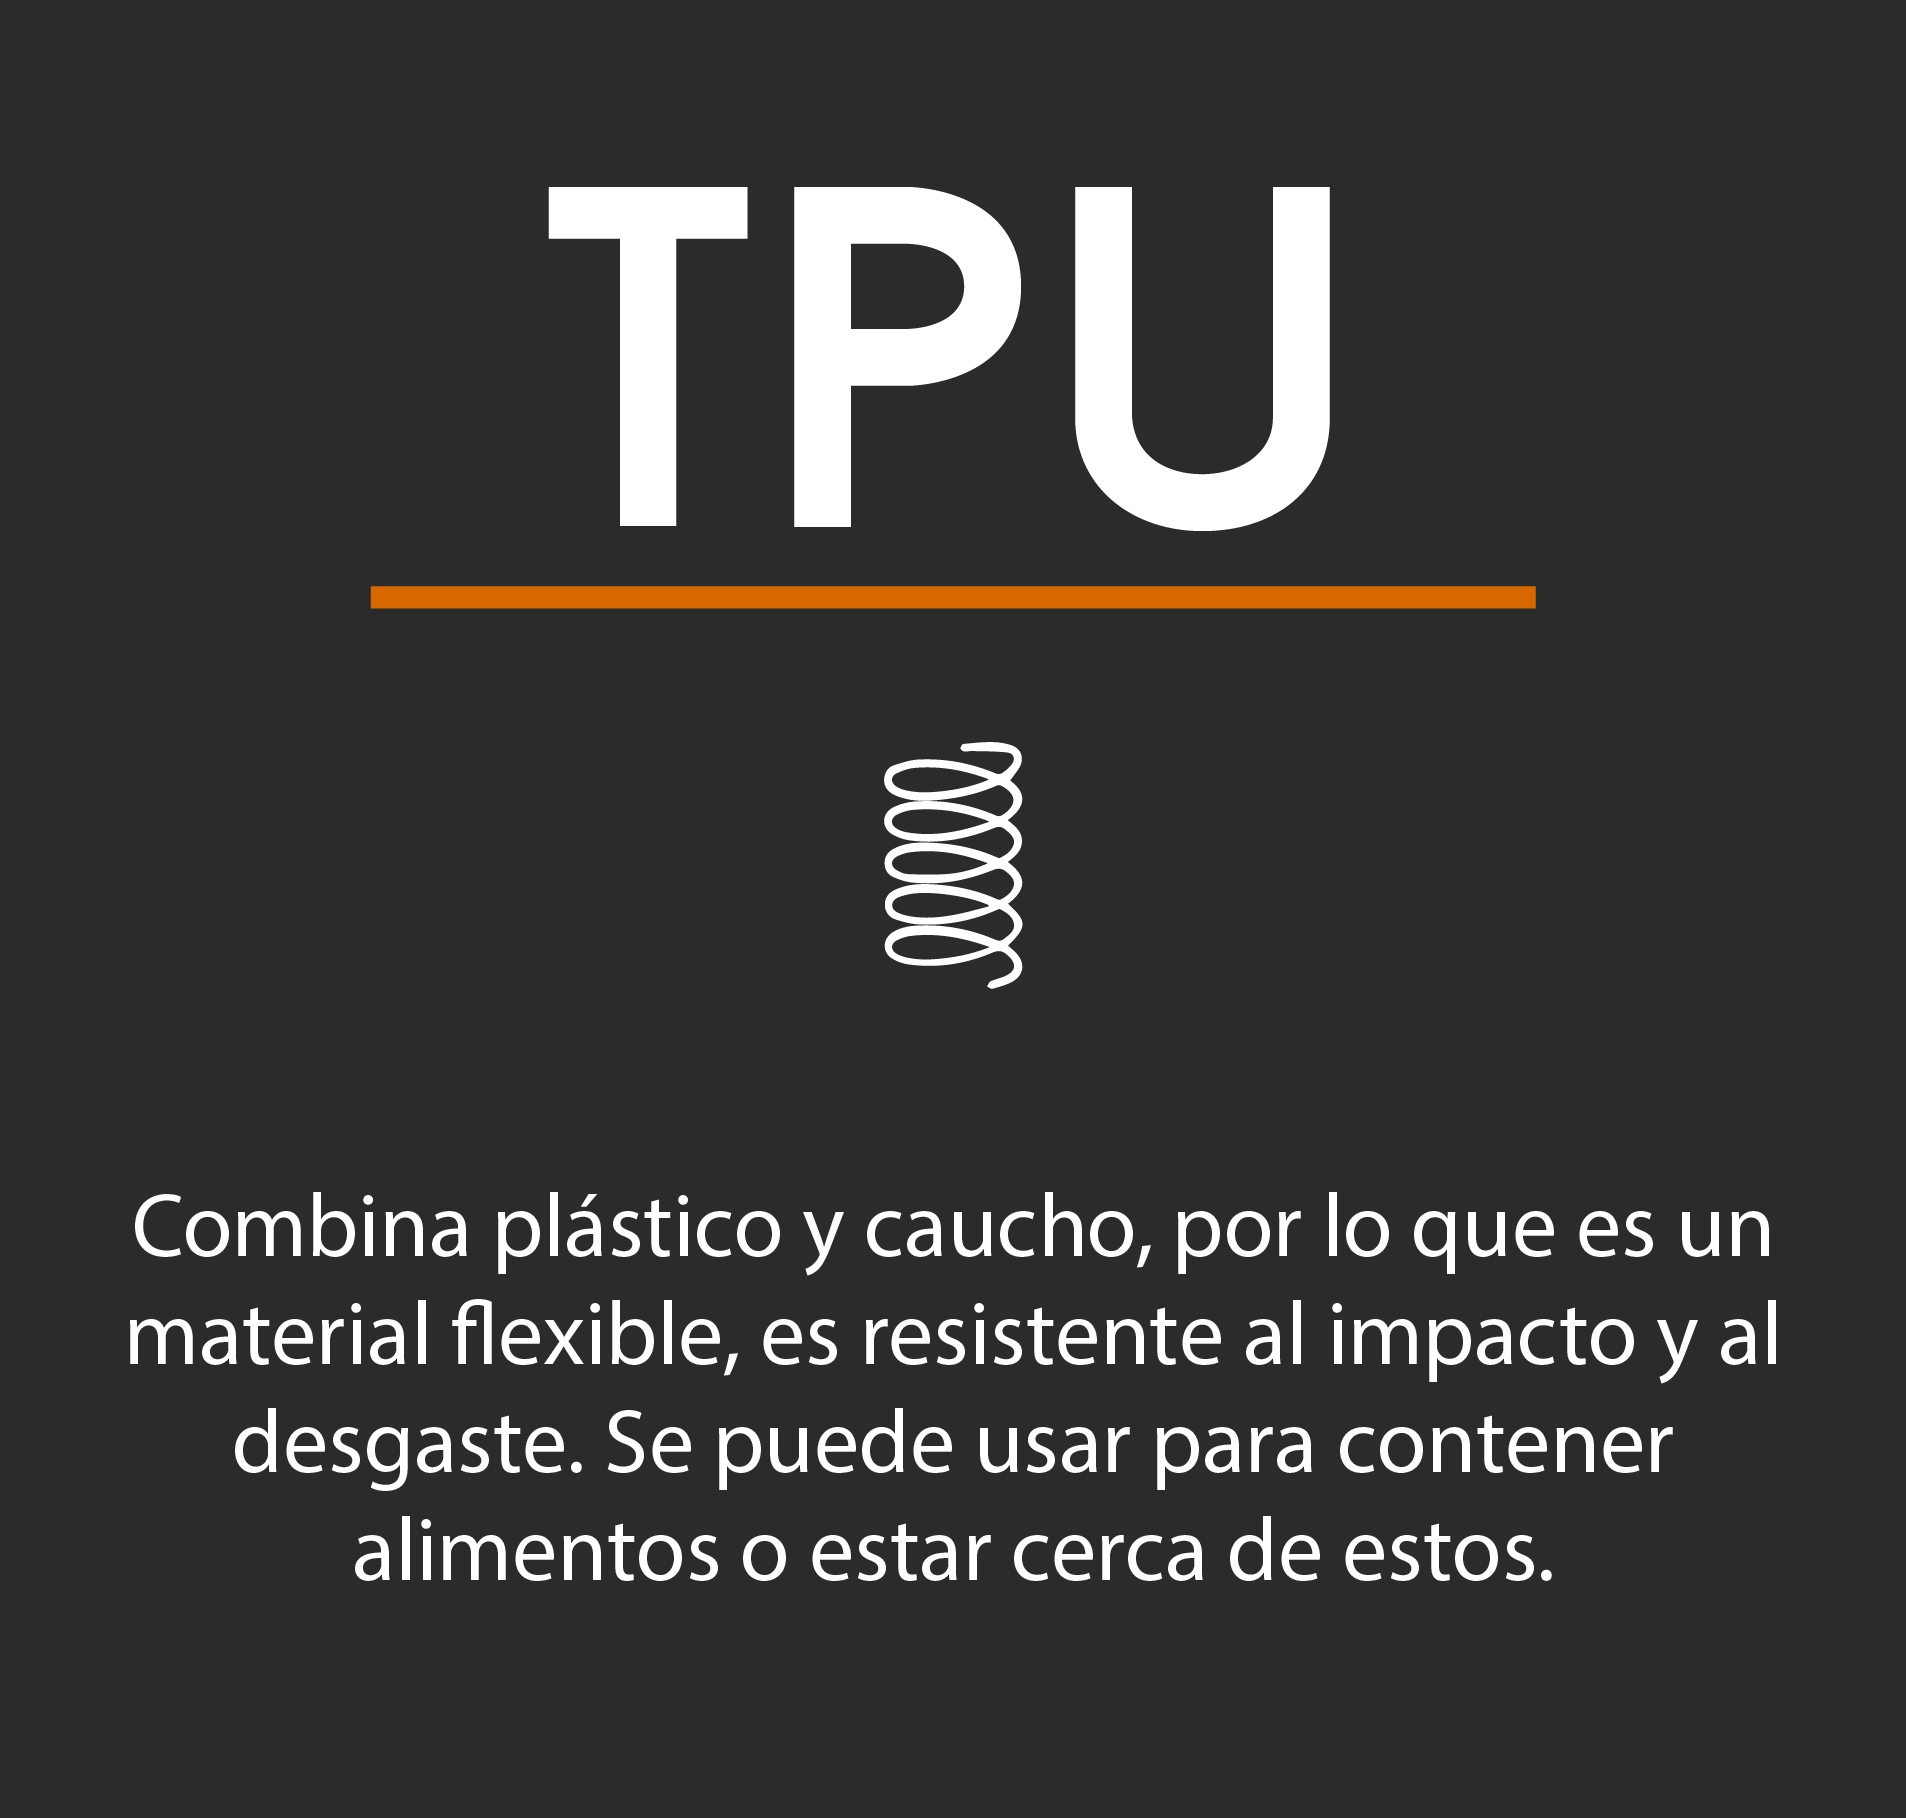 TPU
Combina plástico y caucho, por lo que es un
material flexible, es resistente al impacto y al
desgaste. Se puede usar para contener
alimentos o estar cerca de estos.